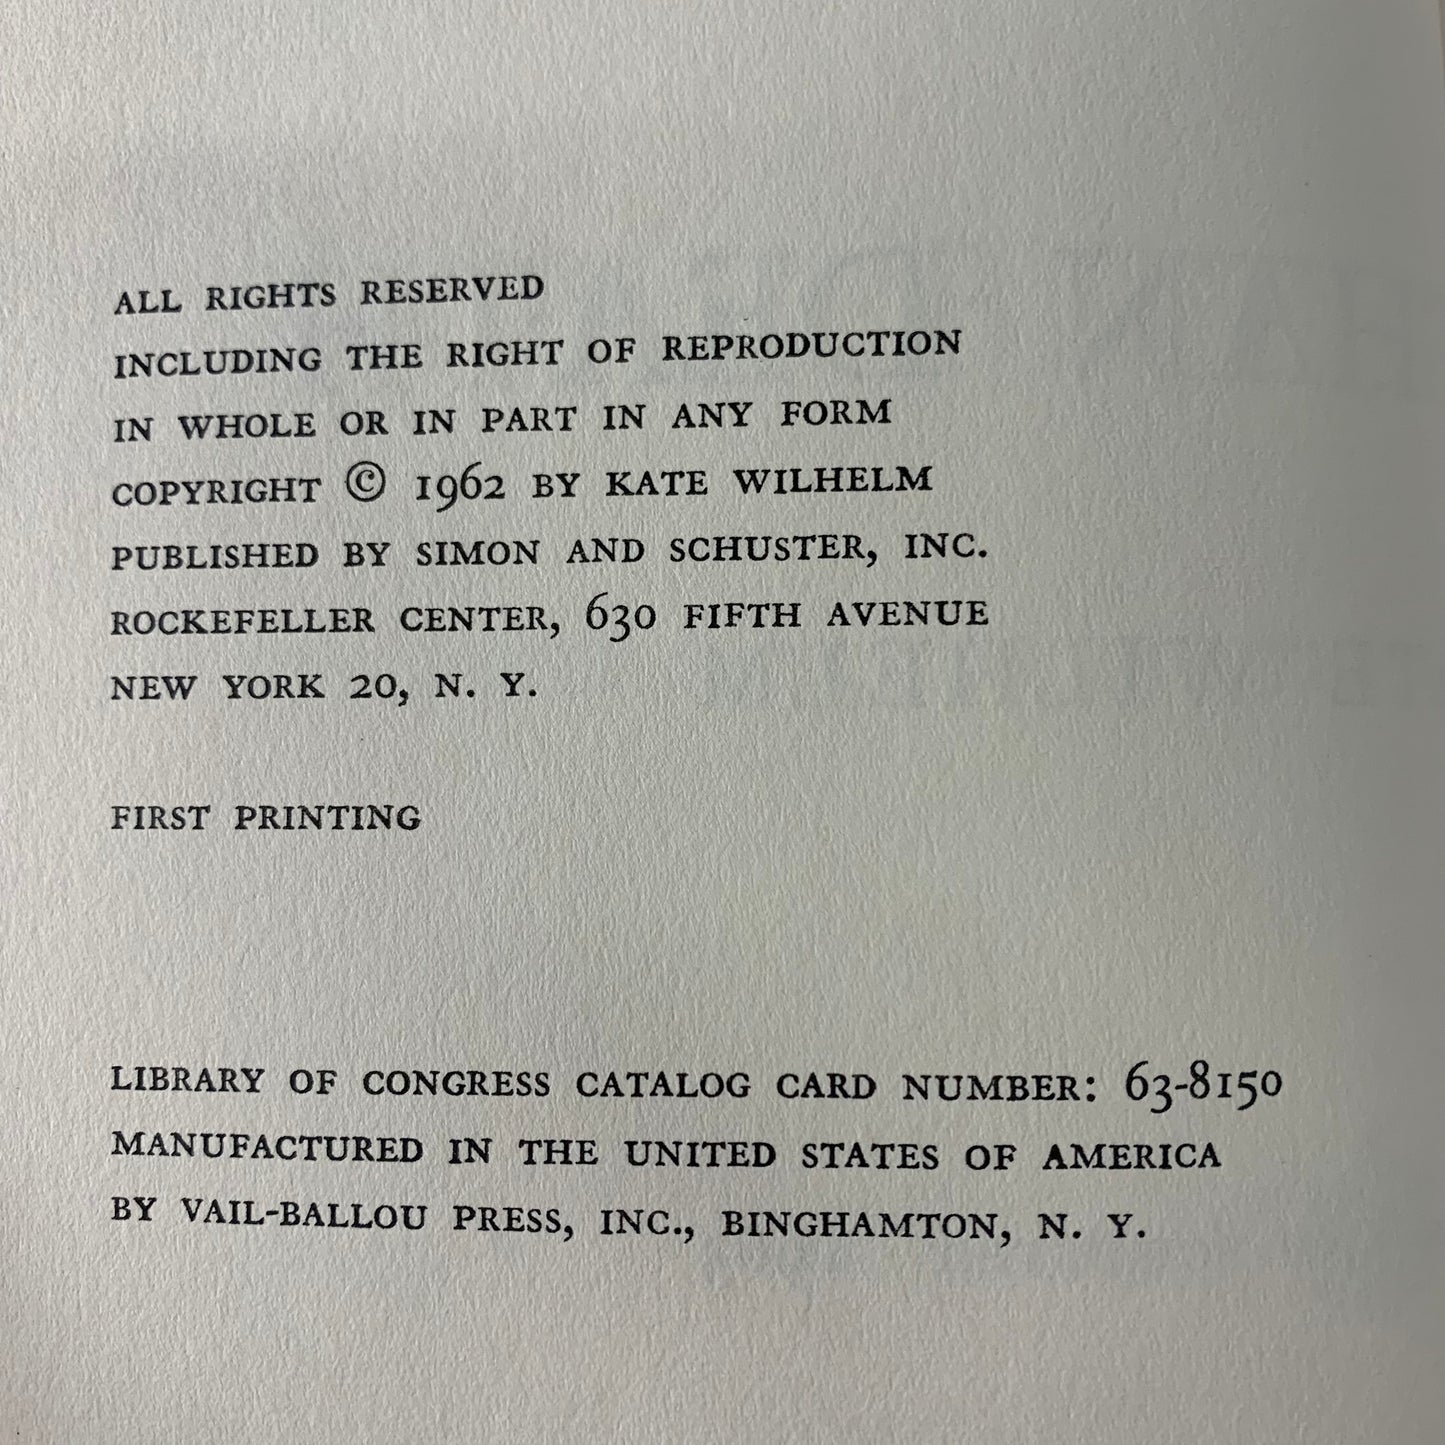 ALL RIGHTS RESERVED
INCLUDING THE RIGHT OF REPRODUCTION
IN WHOLE OR IN PART IN ANY FORM
COPYRIGHT © 1962 BY KATE WILHELM
PUBLISHED BY SIMON AND SCHUSTER, INC.
ROCKEFELLER CENTER, 630 FIFTH AVENUE
NEW YORK 20, N. Y.
FIRST PRINTING
LIBRARY OF CONGRESS CATALOG CARD NUMBER: 63-8150
MANUFACTURED IN THE UNITED STATES OF AMERICA
BY VAIL-BALLOU PRESS, INC., BINGHAMTON, N. Y.